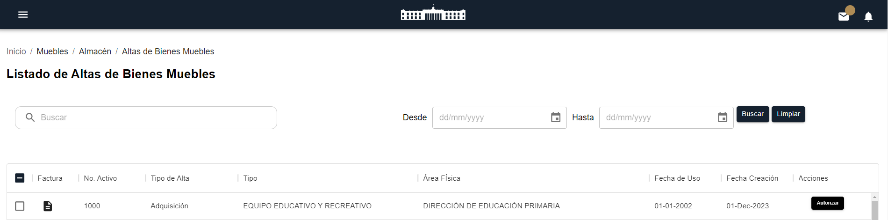 Inicio / Muebles / Almacén / Altas de Bienes Muebles
Listado de Altas de Bienes Muebles
Buscar Desde dd/mm/yyyy Hasta dd/mm/yyyy Buscar Limpiar
Factura No. Activo Tipo de Alta Tipo Área Física Fecha de Uso Fecha Creación Acciones
1000 Adquisición EQUIPO EDUCATIVO Y RECREATIVO DIRECCIÓN DE EDUCACIÓN PRIMARIA 01-01-2002 01-Dec-2023 Autorizar